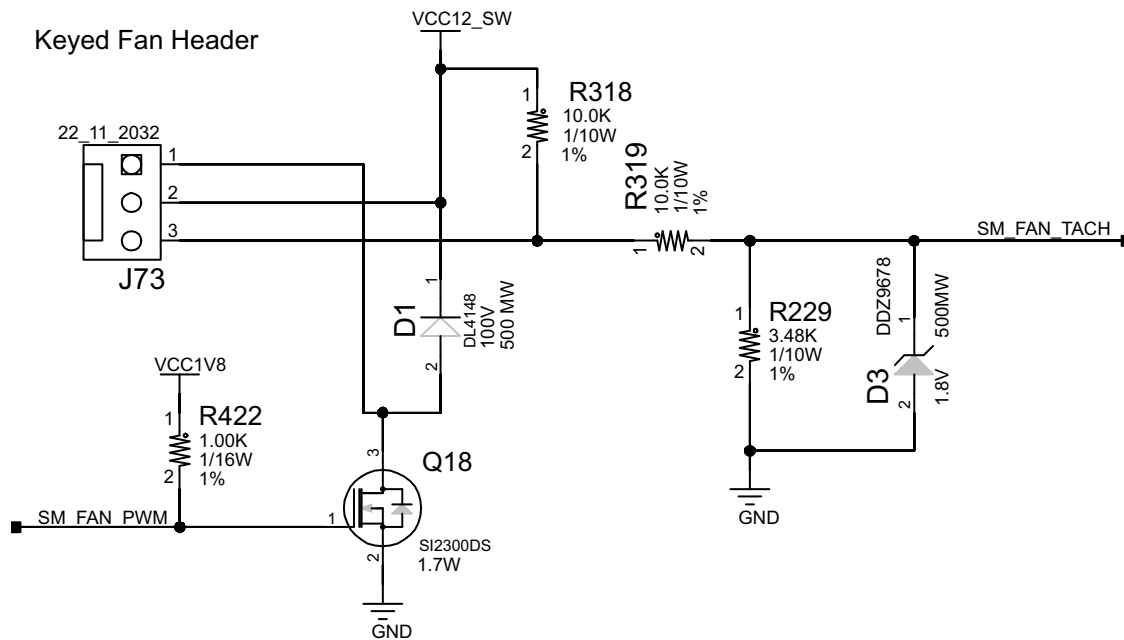 Keyed Fan Header
VCC12_SW
22_11_2032
1
2
3
J73
1
R318
10.0K
1/10W
1%
2
R319
10.0K
1/10W
1%
1
2
SM_FAN_TACH
D1
DL4148
100V
500 MW
1
2
1
R229
3.48K
1/10W
1%
2
DDZ9678
500MW
D3
1.8V
1
2
GND
VCC1V8
1
R422
1.00K
1/16W
1%
2
SM_FAN_PWM
1
3
Q18
2
SI2300DS
1.7W
GND